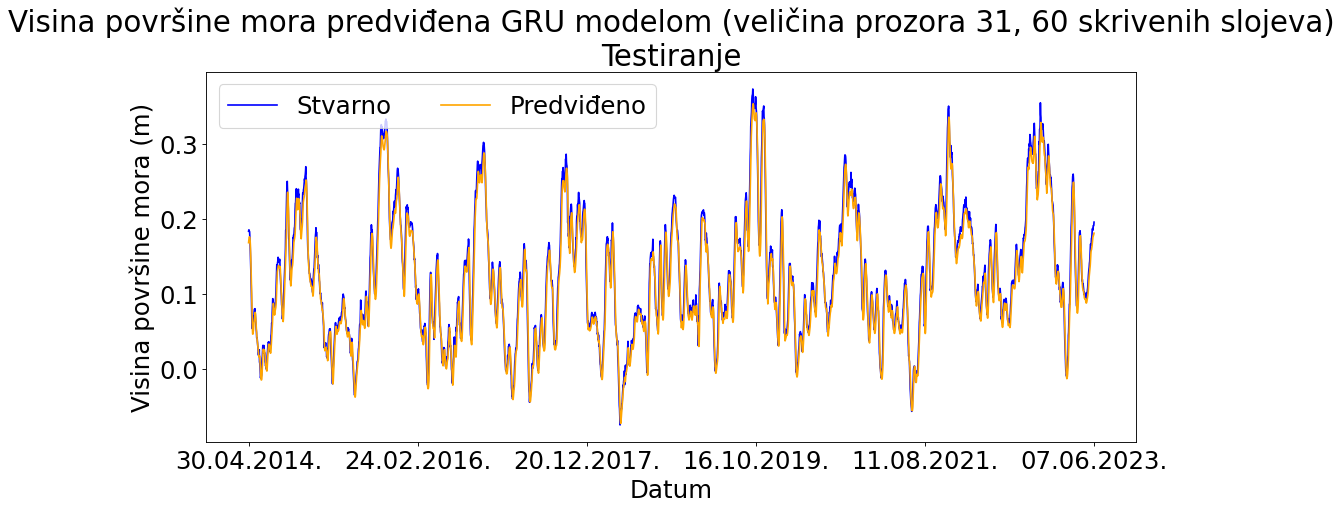 Visina površine mora predviđena GRU modelom (veličina prozora 31, 60 skrivenih slojeva)
Testiranje
Stvarno
Predviđeno
Visina površine mora (m)
0.3
0.2
0.1
0.0
30.04.2014.
24.02.2016.
20.12.2017.
16.10.2019.
11.08.2021.
07.06.2023.
Datum